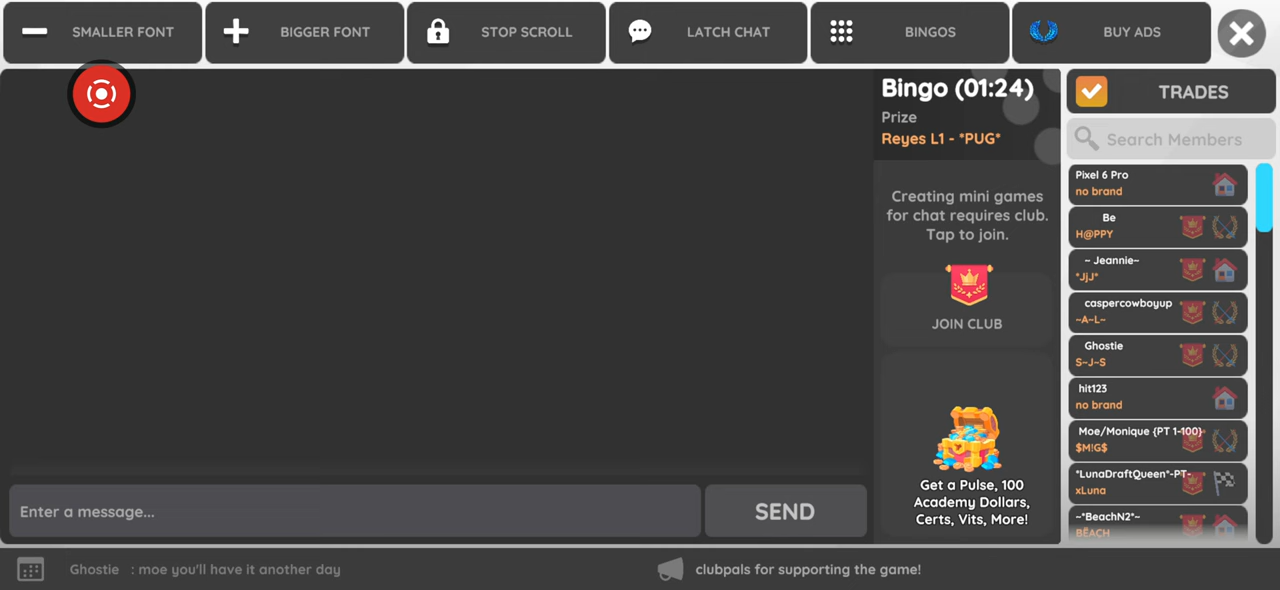 SMALLER FONT
BIGGER FONT
STOP SCROLL
LATCH CHAT
BINGOS
BUY ADS
Bingo (01:24)
Prize
Reyes L1 - *PUG*
Creating mini games
for chat requires club.
Tap to join.
JOIN CLUB
Get a Pulse, 100
Academy Dollars,
Certs, Vits, More!
TRADES
Search Members
Pixel 6 Pro
no brand
Be
H@PPY
~ Jeannie~
*JjJ*
caspercowboyup
~A~L~
Ghostie
S~J~S
hit123
no brand
Moe/Monique {PT 1-100}
$M!G$
*LunaDraftQueen*-PT-
xLuna
~*BeachN2*~
BËACH
Enter a message...
SEND
Ghostie : moe you'll have it another day
clubpals for supporting the game!